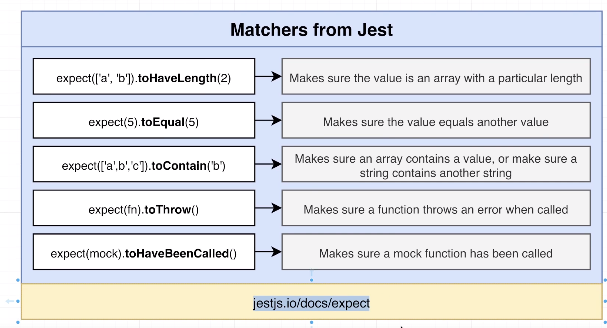 Matchers from Jest
expect(['a', 'b']).toHaveLength(2)
Makes sure the value is an array with a particular length
expect(5).toEqual(5)
Makes sure the value equals another value
expect(['a','b','c']).toContain('b')
Makes sure an array contains a value, or make sure a
string contains another string
expect(fn).toThrow()
Makes sure a function throws an error when called
expect(mock).toHaveBeenCalled()
Makes sure a mock function has been called
jestjs.io/docs/expect